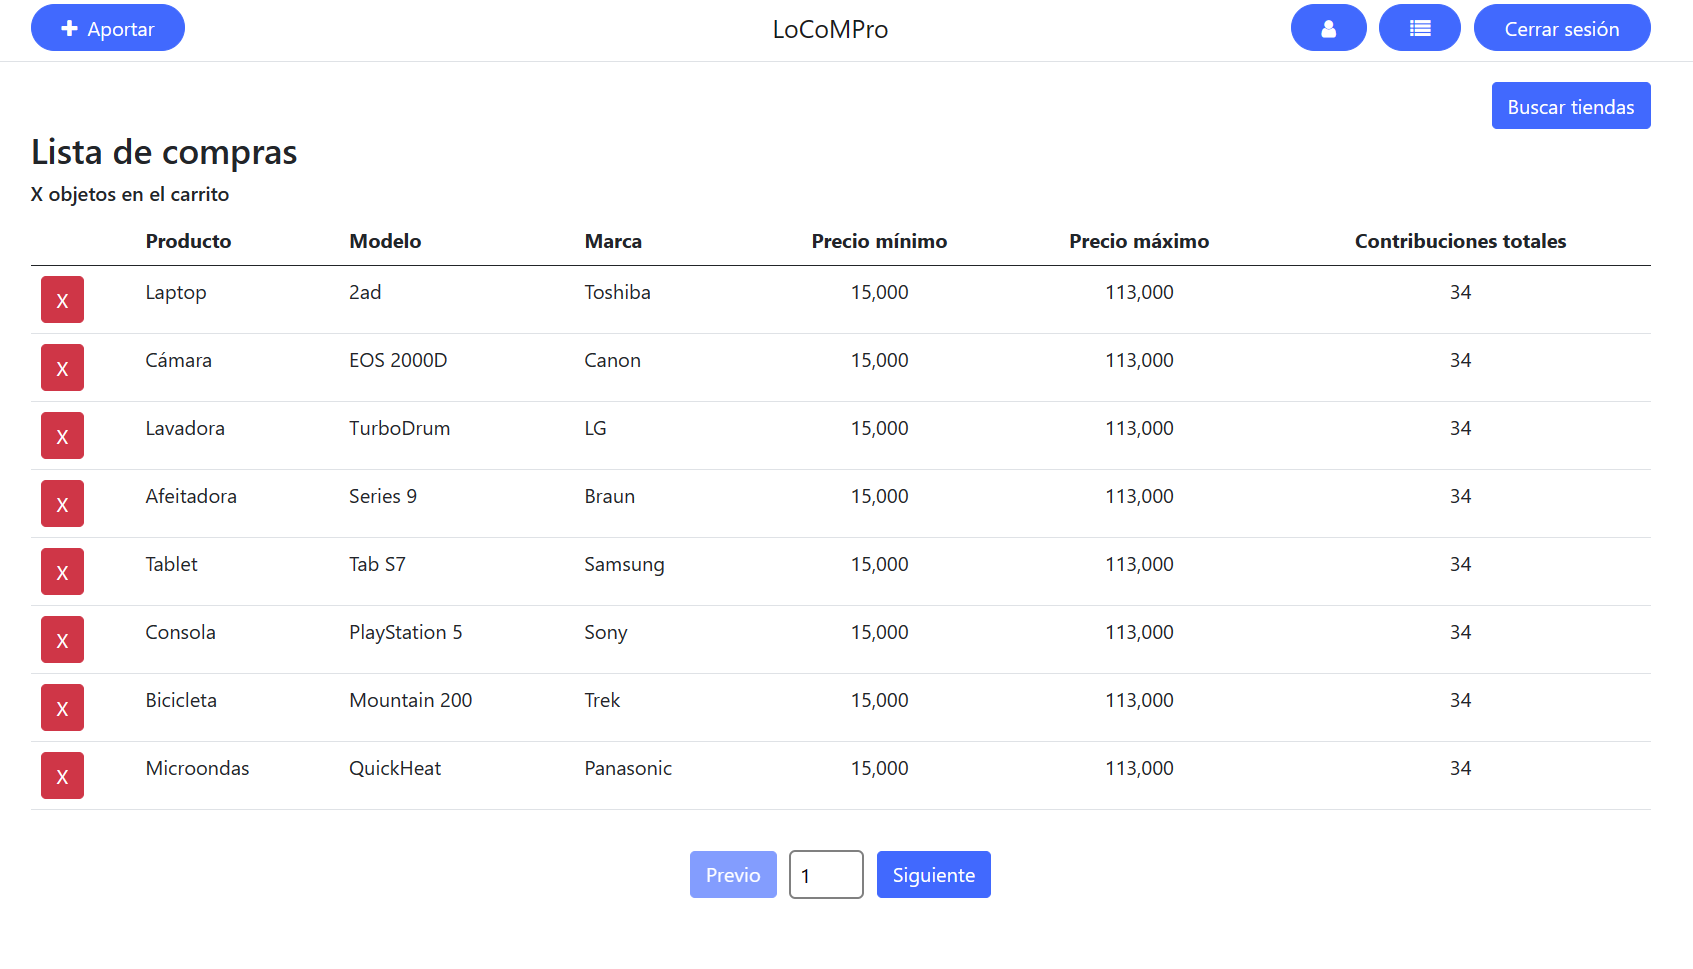 Aportar LoCoMPro Cerrar sesión
Buscar tiendas
Lista de compras
X objetos en el carrito
Producto Modelo Marca Precio mínimo Precio máximo Contribuciones totales
X Laptop 2ad Toshiba 15,000 113,000 34
X Cámara EOS 2000D Canon 15,000 113,000 34
X Lavadora TurboDrum LG 15,000 113,000 34
X Afeitadora Series 9 Braun 15,000 113,000 34
X Tablet Tab S7 Samsung 15,000 113,000 34
X Consola PlayStation 5 Sony 15,000 113,000 34
X Bicicleta Mountain 200 Trek 15,000 113,000 34
X Microondas QuickHeat Panasonic 15,000 113,000 34
Previo 1 Siguiente